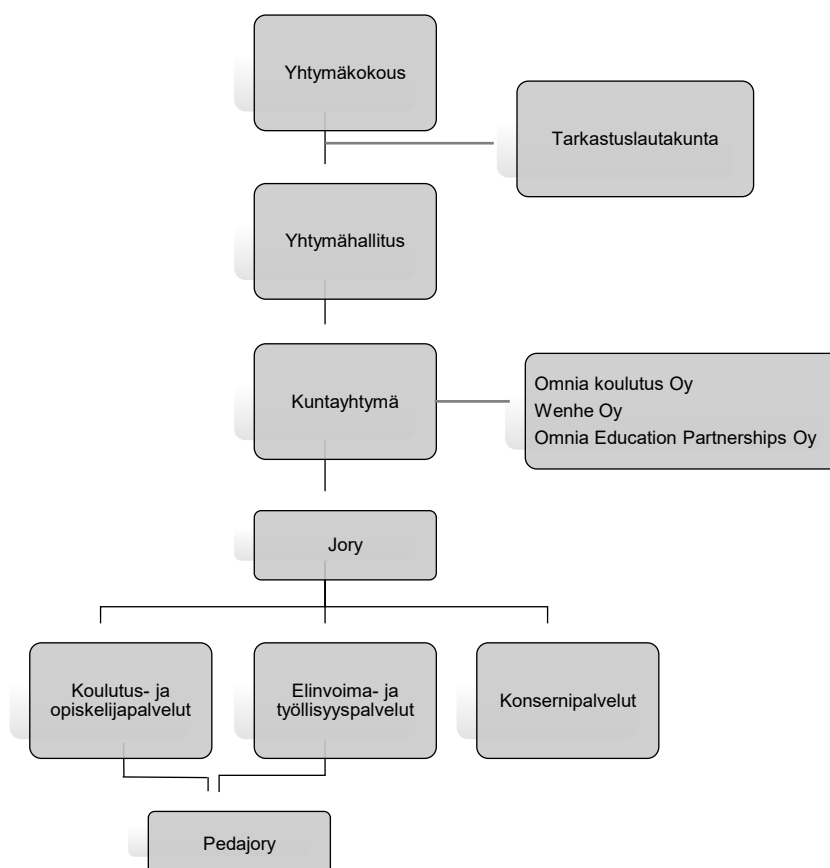 Yhtymäkokous
Tarkastuslautakunta
Yhtymähallitus
Kuntayhtymä
Omnia koulutus Oy
Wenhe Oy
Omnia Education Partnerships Oy
Jory
Koulutus- ja
opiskelijapalvelut
Elinvoima- ja
työllisyyspalvelut
Konsernipalvelut
Pedajory